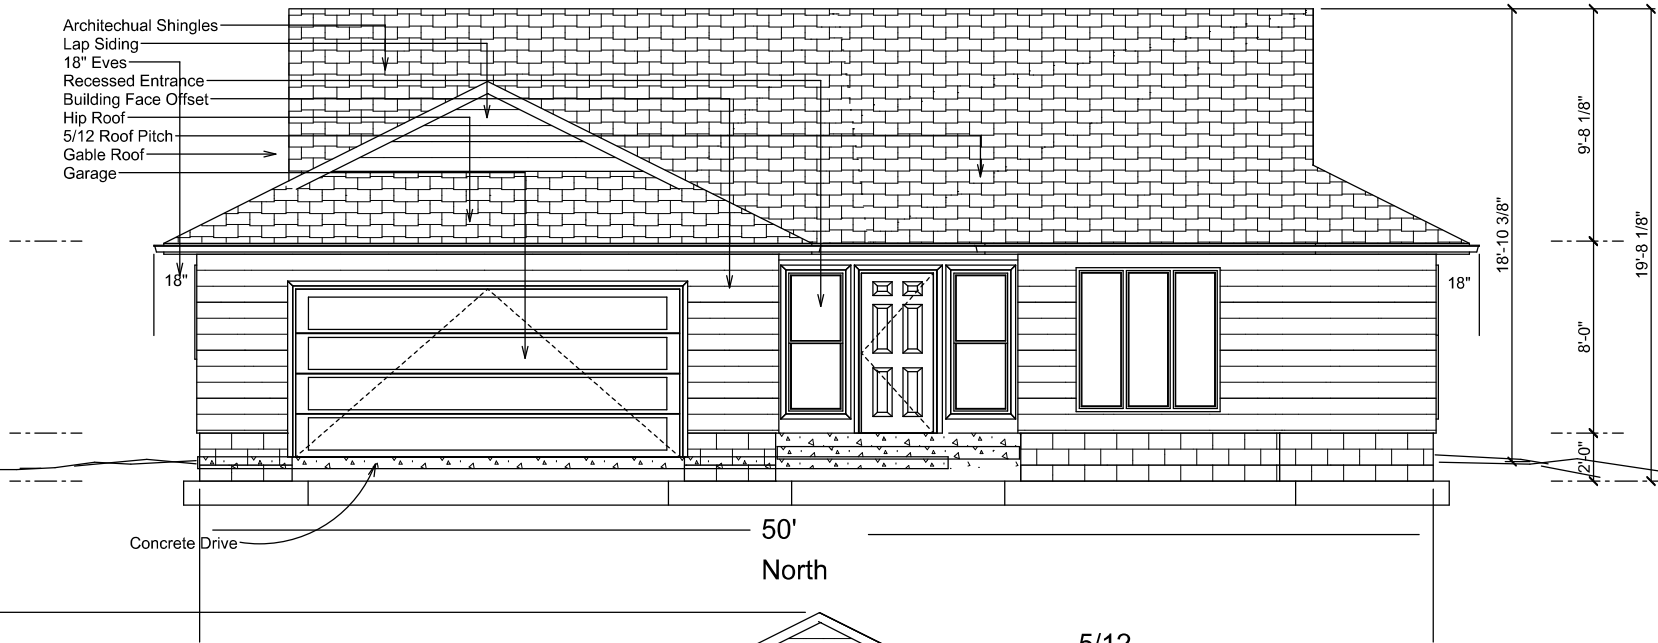 Architechual Shingles
Lap Siding
18" Eves
Recessed Entrance
Building Face Offset
Hip Roof
5/12 Roof Pitch
Gable Roof
Garage
18"
18"
9'-8 1/8"
18'-10 3/8"
19'-8 1/8"
8'-0"
2'-0"
50'
Concrete Drive
North
5/12